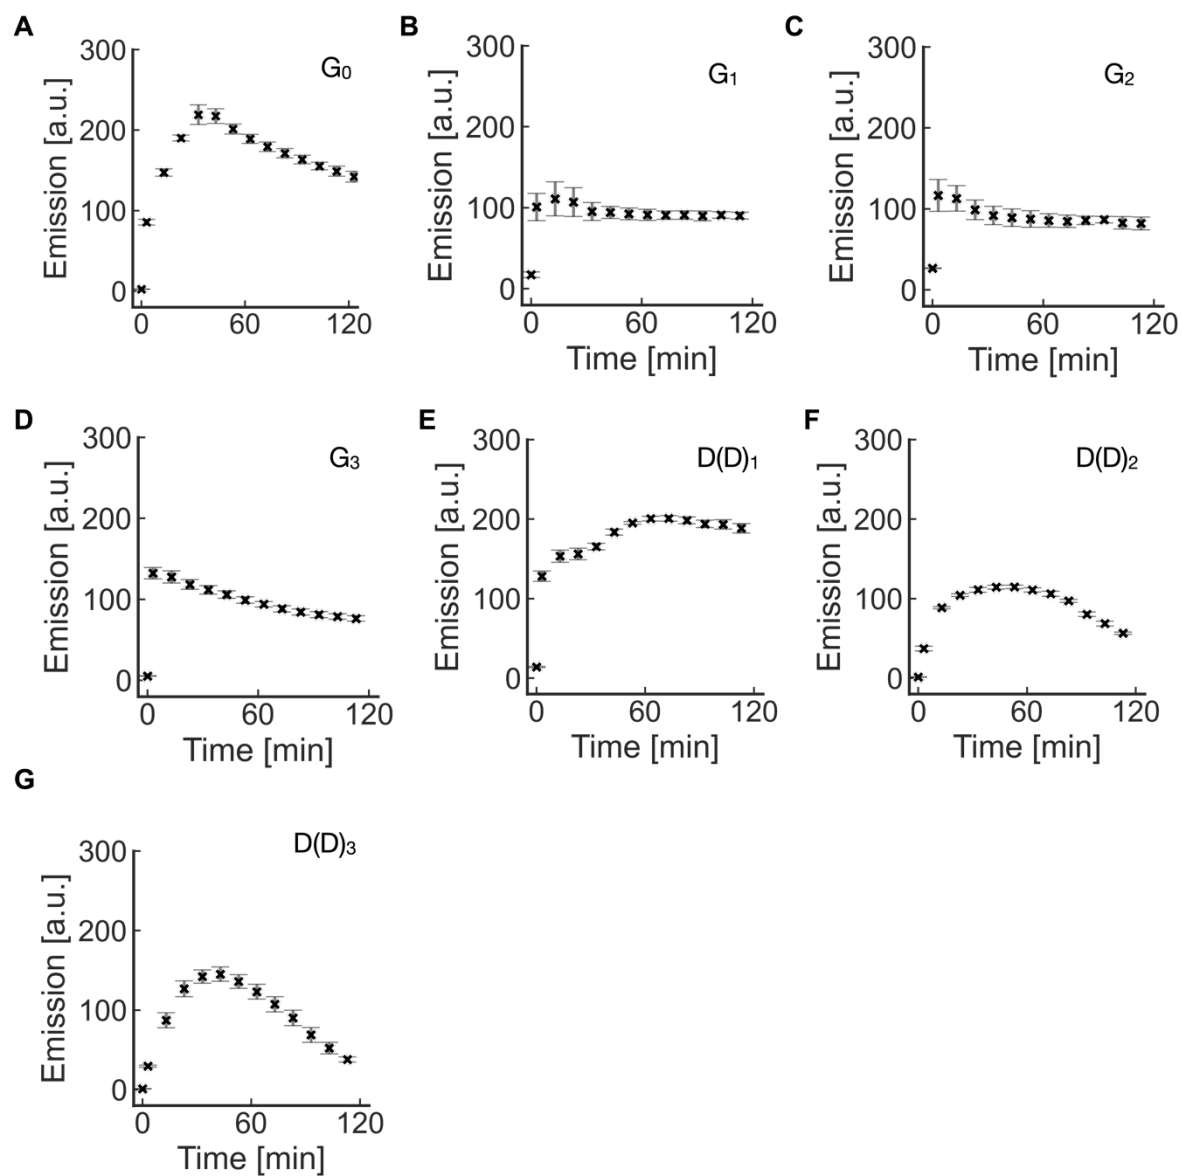 A
B
C
300
200
100
0
Emission [a.u.]
G₀
0 60 120
300
200
100
0
Emission [a.u.]
G₁
0 60 120
Time [min]
300
200
100
0
Emission [a.u.]
G₂
0 60 120
Time [min]
D
E
F
300
200
100
0
Emission [a.u.]
G₃
0 60 120
Time [min]
300
200
100
0
Emission [a.u.]
D(D)₁
0 60 120
Time [min]
300
200
100
0
Emission [a.u.]
D(D)₂
0 60 120
Time [min]
G
300
200
100
0
Emission [a.u.]
D(D)₃
0 60 120
Time [min]